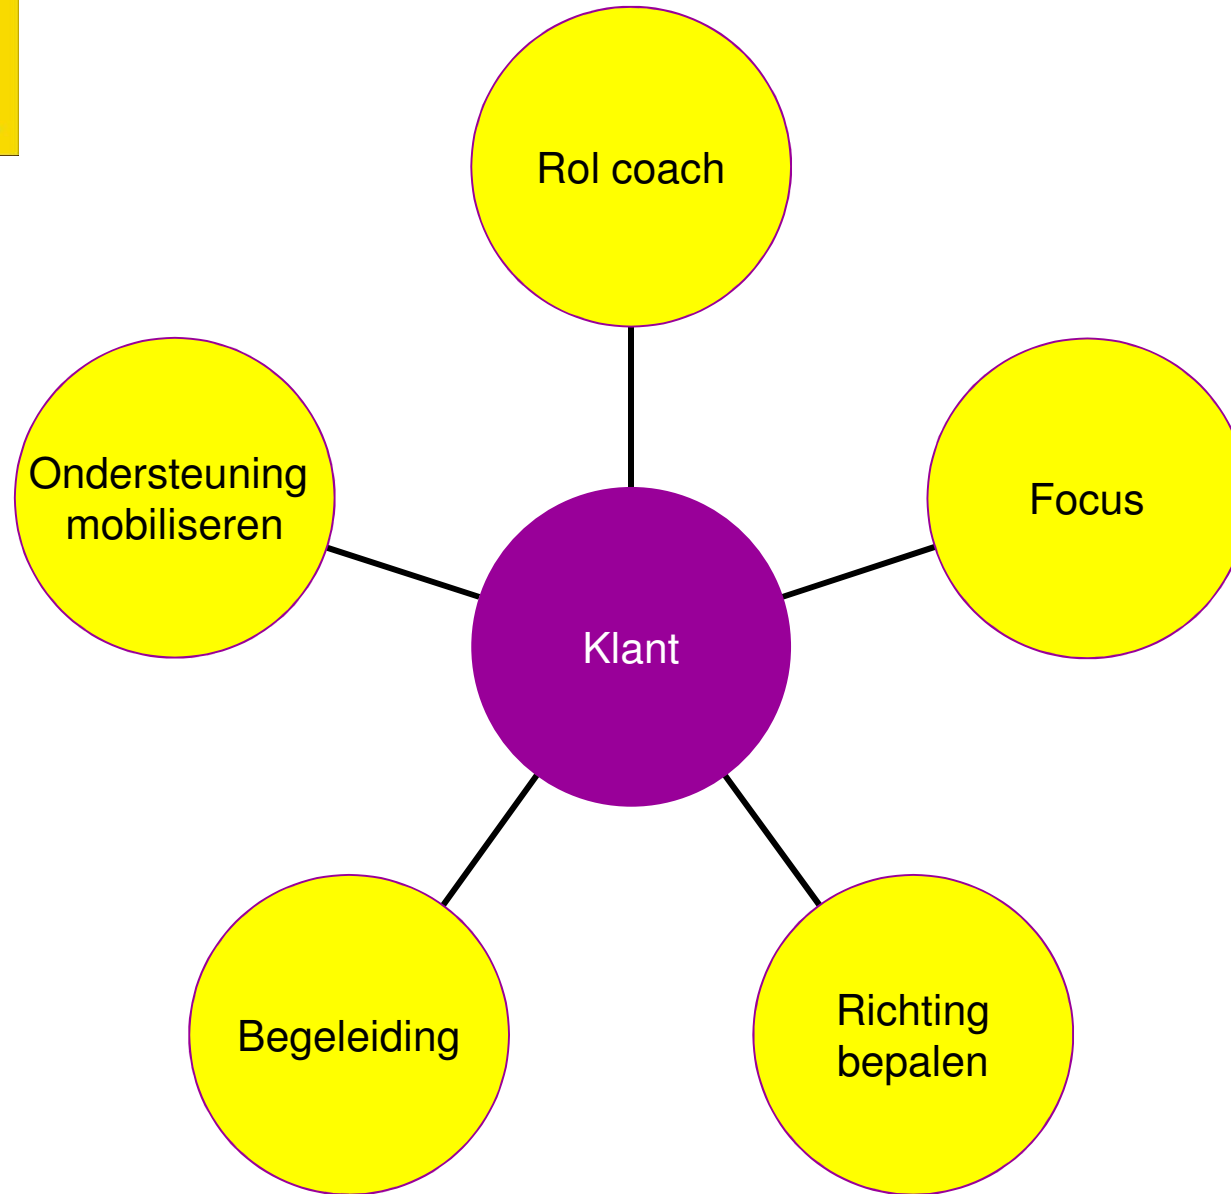 Rol coach
Ondersteuning
mobiliseren
Focus
Klant
Begeleiding
Richting
bepalen